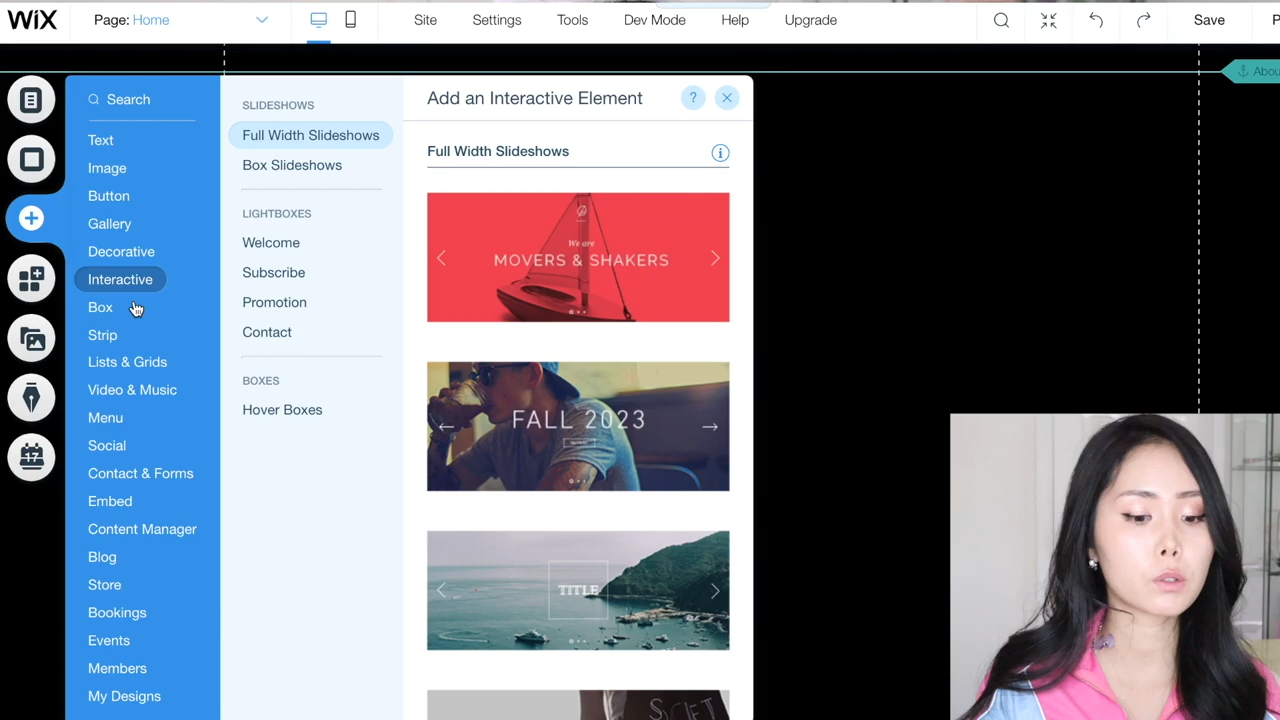 WIX
Page: Home
Site
Settings
Tools
Dev Mode
Help
Upgrade
Save
P
Abou
Search
Text
Image
Button
Gallery
Decorative
Interactive
Box
Strip
Lists & Grids
Video & Music
Menu
Social
Contact & Forms
Embed
Content Manager
Blog
Store
Bookings
Events
Members
My Designs
17
SLIDESHOWS
Full Width Slideshows
Box Slideshows
LIGHTBOXES
Welcome
Subscribe
Promotion
Contact
BOXES
Hover Boxes
Add an Interactive Element
?
Full Width Slideshows
We are
MOVERS & SHAKERS
FALL 2023
TITLE